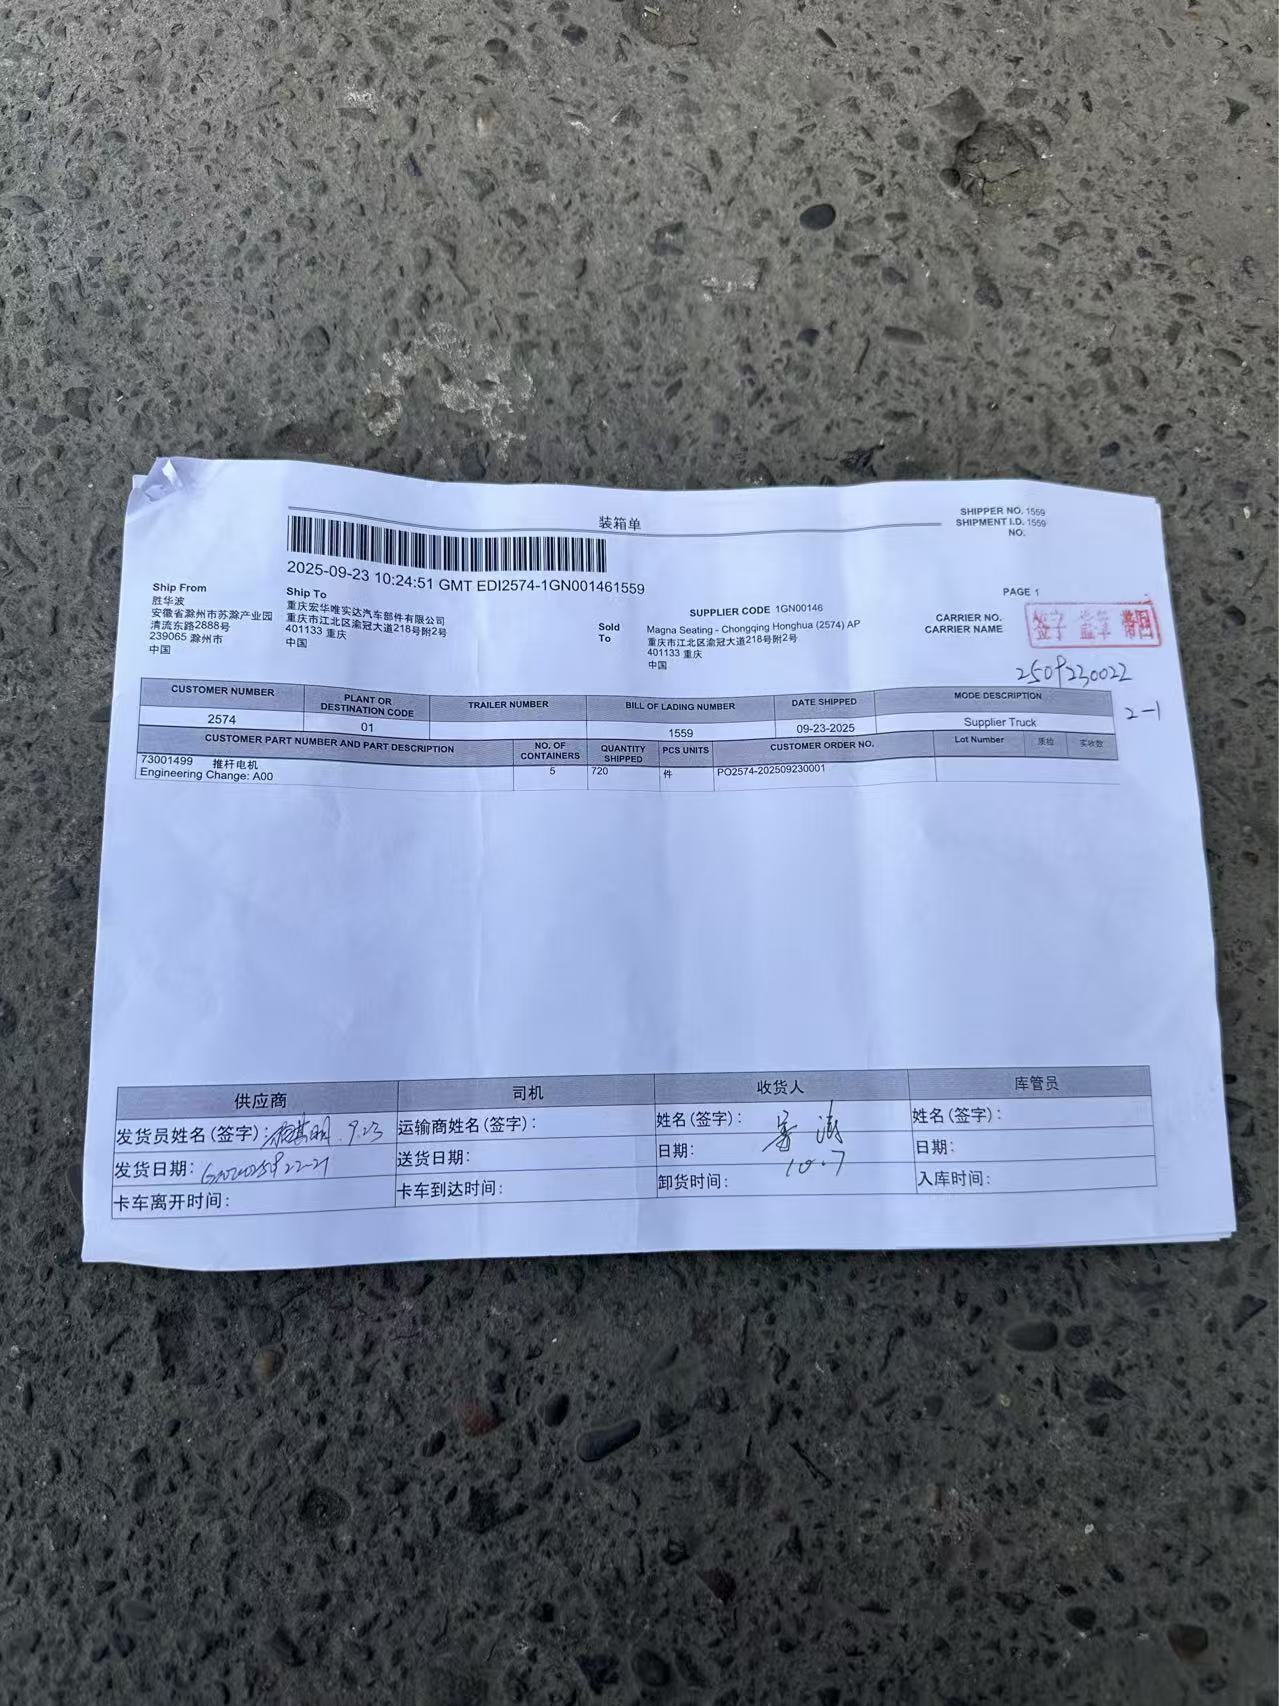 装箱单
SHIPPER NO. 1559
SHIPMENT I.D. 1559
NO.
2025-09-23 10:24:51 GMT EDI2574-1GN001461559
PAGE 1
Ship From
胜华波
安徽省滁州市苏滁产业园
清流东路2888号
239065 滁州市
中国
Ship To
重庆宏华唯实达汽车部件有限公司
重庆市江北区渝冠大道218号附2号
401133 重庆
中国
SUPPLIER CODE 1GN00146
Sold To
Magna Seating - Chongqing Honghua (2574) AP
重庆市江北区渝冠大道218号附2号
401133 重庆
中国
CARRIER NO.
CARRIER NAME
签字
2509230022
2-1
CUSTOMER NUMBER PLANT OR DESTINATION CODE TRAILER NUMBER BILL OF LADING NUMBER DATE SHIPPED MODE DESCRIPTION
2574 01 1559 09-23-2025 Supplier Truck
CUSTOMER PART NUMBER AND PART DESCRIPTION NO. OF CONTAINERS QUANTITY SHIPPED PCS UNITS CUSTOMER ORDER NO. Lot Number 质检 实收数
73001499 推杆电机 5 720 件 PO2574-202509230001
Engineering Change: A00
供应商 司机 收货人 库管员
发货员姓名(签字): 9.23 运输商姓名(签字): 姓名(签字): 姓名(签字):
发货日期: 送货日期: 日期: 10.7 日期:
卡车离开时间: 卡车到达时间: 卸货时间: 入库时间: